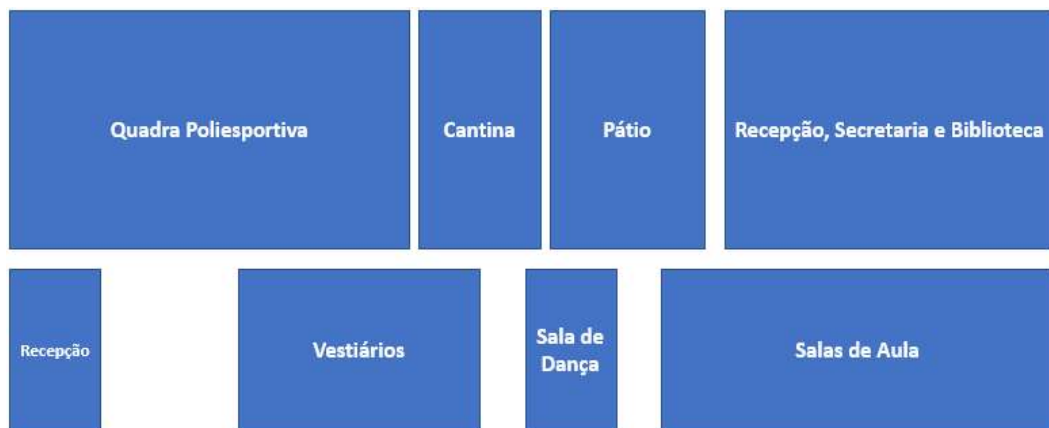 Quadra Poliesportiva
Cantina
Pátio
Recepção, Secretaria e Biblioteca
Recepção
Vestiários
Sala de
Dança
Salas de Aula